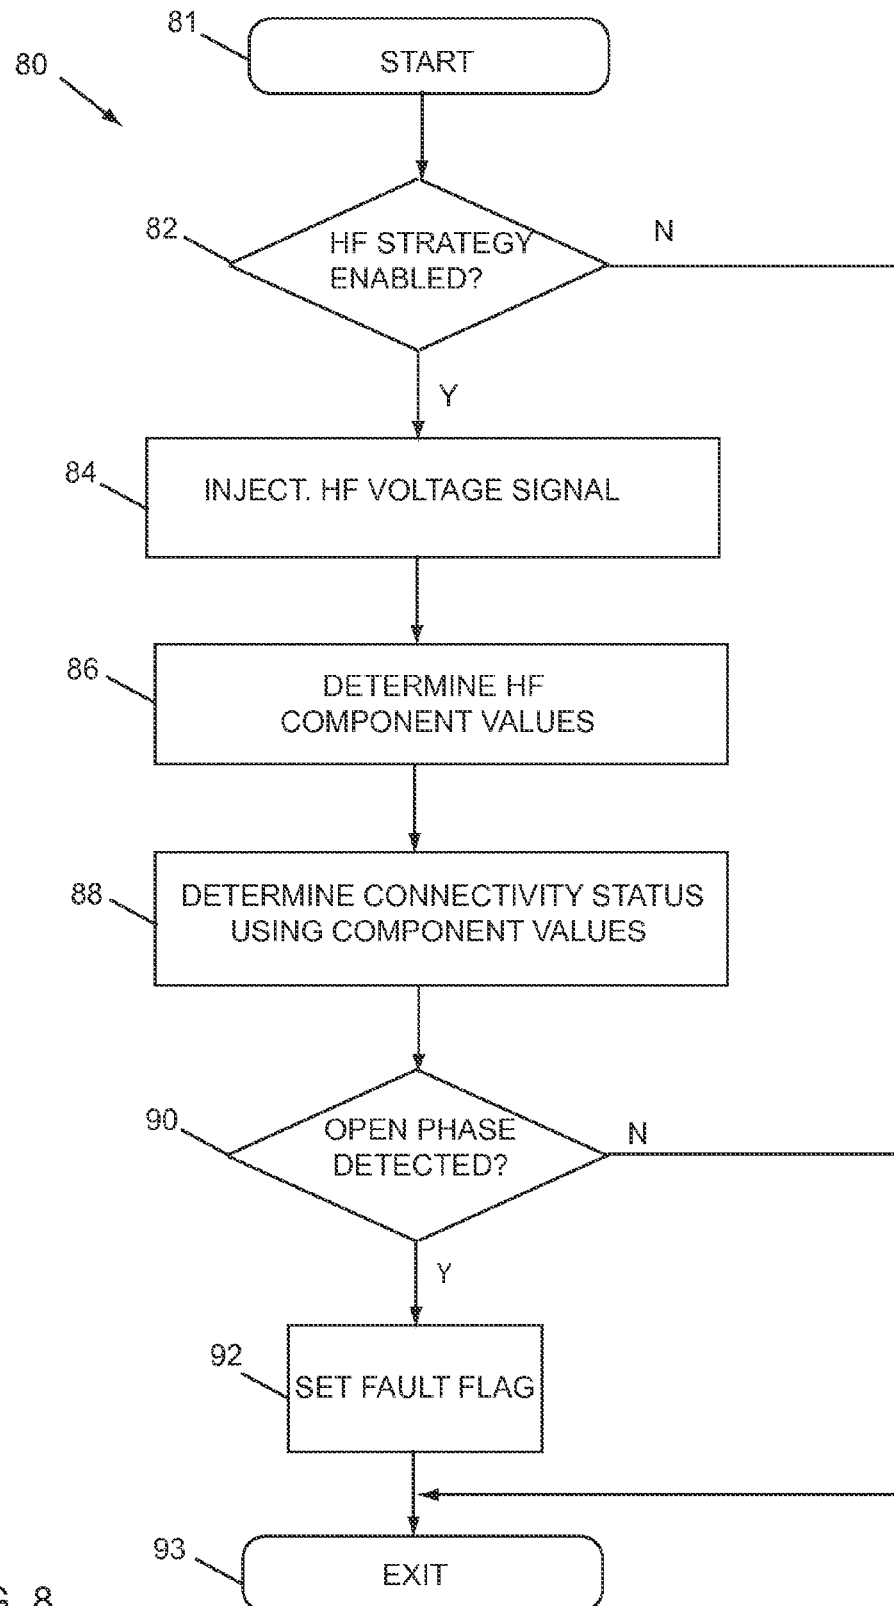 81
START
80
82
HF STRATEGY
ENABLED?
N
Y
84
INJECT. HF VOLTAGE SIGNAL
86
DETERMINE HF
COMPONENT VALUES
88
DETERMINE CONNECTIVITY STATUS
USING COMPONENT VALUES
90
OPEN PHASE
DETECTED?
N
Y
92
SET FAULT FLAG
93
EXIT
G. 8